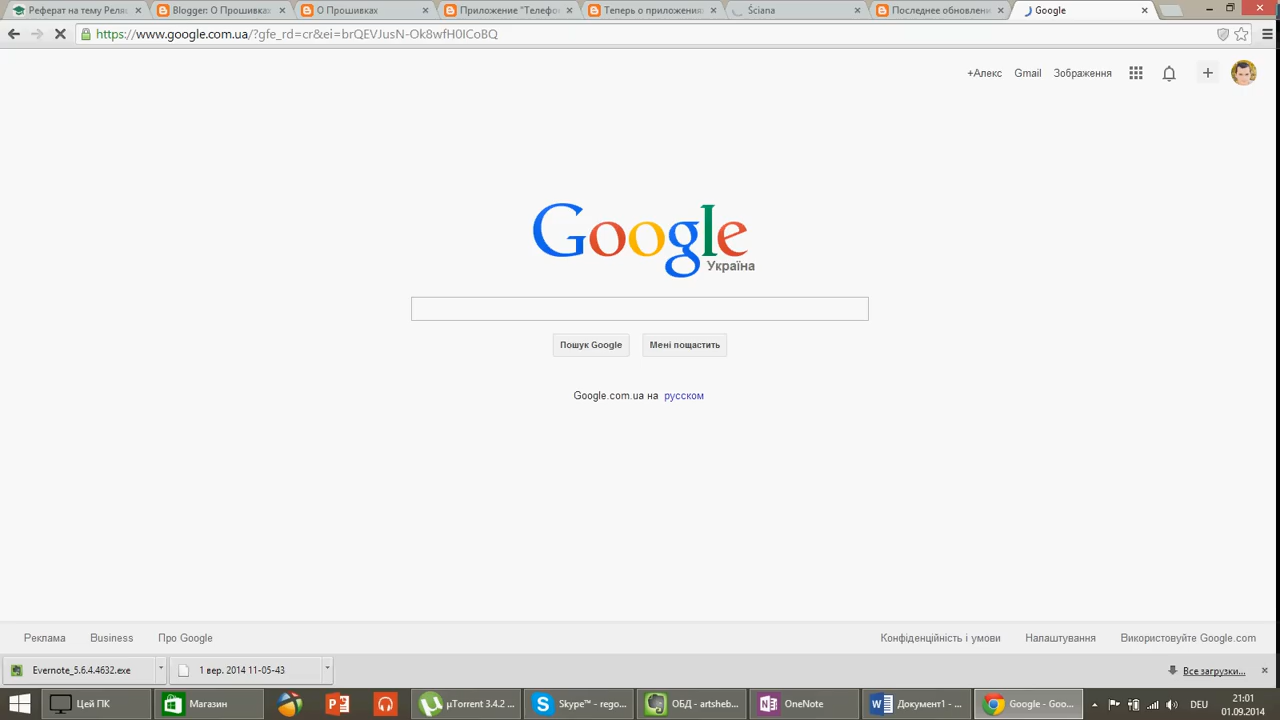 Реферат на тему Реля
Blogger: О Прошивках
О Прошивках
Приложение "Телефо
Теперь о приложения
Ściana
Последнее обновлени
Google
https://www.google.com.ua/?gfe_rd=cr&ei=brQEVJusN-Ok8wfH0ICoBQ
+Алекс Gmail Зображення
Google
Україна
Пошук Google Мені пощастить
Google.com.ua на русском
Реклама Business Про Google Конфіденційність і умови Налаштування Використовуйте Google.com
Evernote_5.6.4.4632.exe 1 вер. 2014 11-05-43 Все загрузки...
Цей ПК Магазин µTorrent 3.4.2 ... Skype™ - rego... ОБД - artsheb... OneNote Документ1 - ... Google - Goo... DEU 21:01
01.09.2014